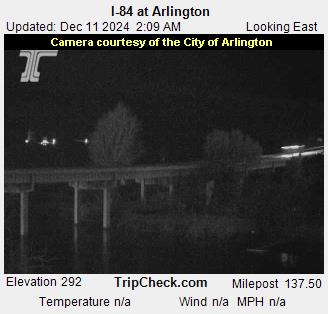 I-84 at Arlington
Updated: Dec 11 2024 2:09 AM Looking East
Camera courtesy of the City of Arlington
Elevation 292 TripCheck.com Milepost 137.50
Temperature n/a Wind n/a MPH n/a